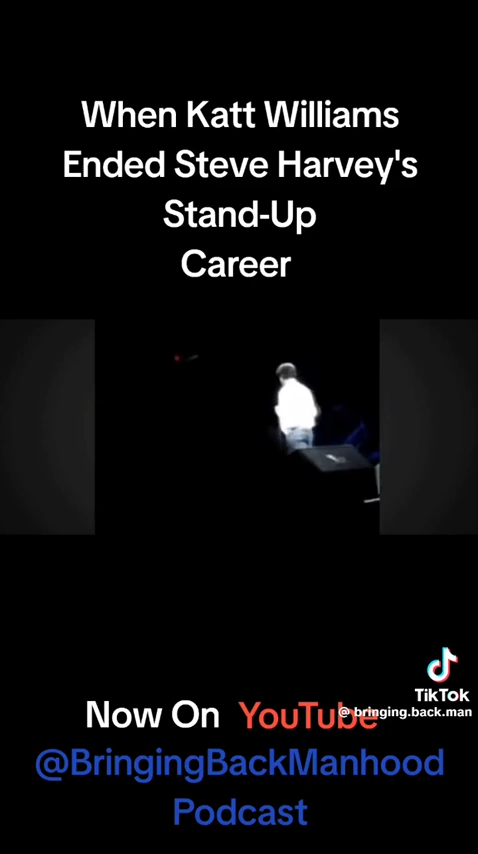 When Katt Williams
Ended Steve Harvey's
Stand-Up
Career
TikTok
@ bringing.back.man
Now On YouTube
@BringingBackManhood
Podcast